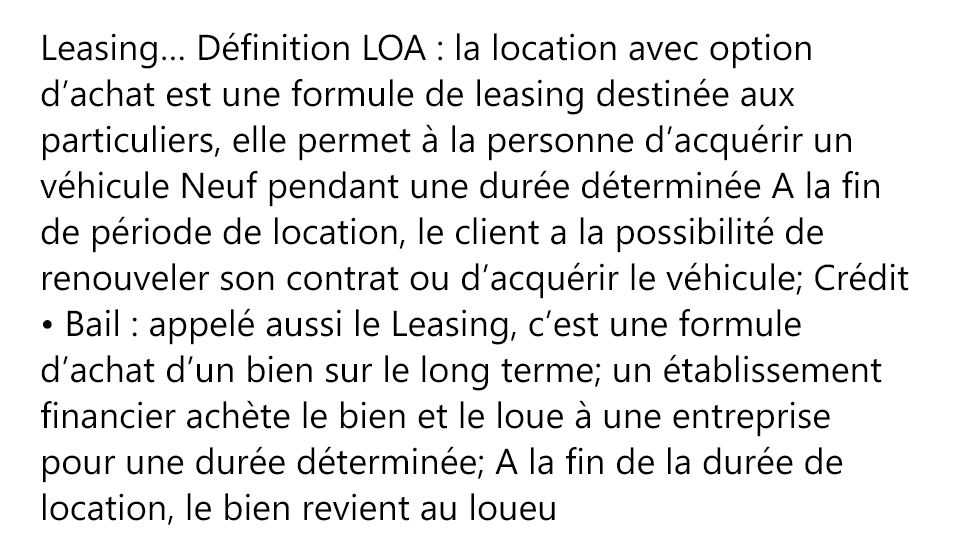 Leasing... Définition LOA : la location avec option
d’achat est une formule de leasing destinée aux
particuliers, elle permet à la personne d’acquérir un
véhicule Neuf pendant une durée déterminée A la fin
de période de location, le client a la possibilité de
renouveler son contrat ou d’acquérir le véhicule; Crédit
• Bail : appelé aussi le Leasing, c’est une formule
d’achat d’un bien sur le long terme; un établissement
financier achète le bien et le loue à une entreprise
pour une durée déterminée; A la fin de la durée de
location, le bien revient au loueu